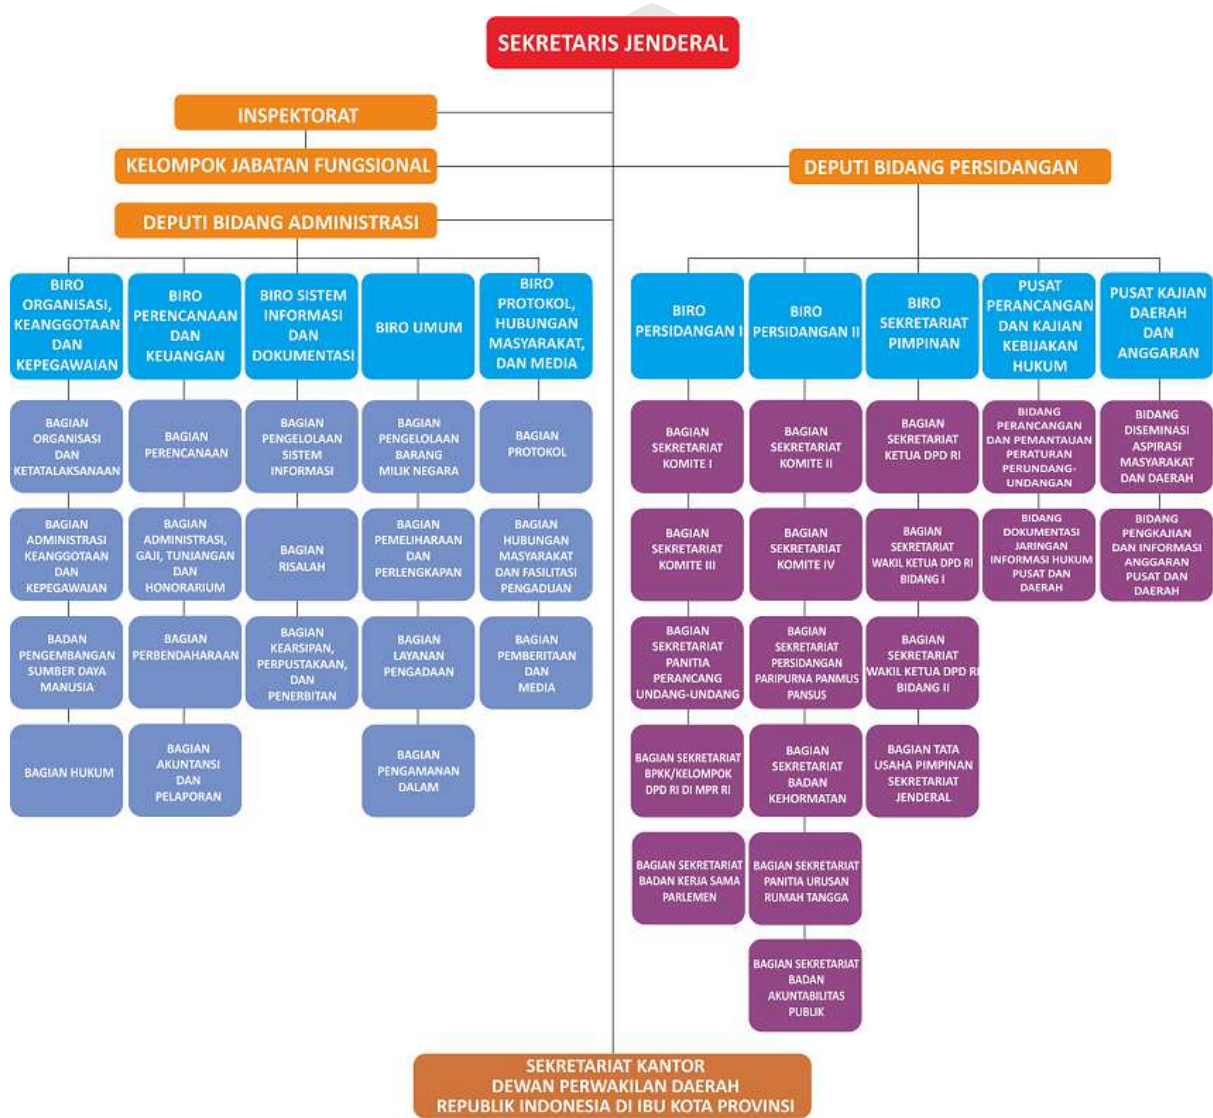 SEKRETARIS JENDERAL
INSPEKTORAT
KELOMPOK JABATAN FUNGSIONAL
DEPUTI BIDANG PERSIDANGAN
DEPUTI BIDANG ADMINISTRASI
BIRO
ORGANISASI,
KEANGGOTAAN
DAN
KEPEGAWAIAN
BIRO
PERENCANAAN
DAN
KEUANGAN
BIRO SISTEM
INFORMASI
DAN
DOKUMENTASI
BIRO UMUM
BIRO
PROTOKOL,
HUBUNGAN
MASYARAKAT,
DAN MEDIA
BIRO
PERSIDANGAN I
BIRO
PERSIDANGAN II
BIRO
SEKRETARIAT
PIMPINAN
PUSAT
PERANCANGAN
DAN KAJIAN
KEBIJAKAN
HUKUM
PUSAT KAJIAN
DAERAH
DAN
ANGGARAN
BAGIAN
ORGANISASI
DAN
KETATALAKSANAAN
BAGIAN
PERENCANAAN
BAGIAN
PENGELOLAAN
SISTEM
INFORMASI
BAGIAN
PENGELOLAAN
BARANG
MILIK NEGARA
BAGIAN
PROTOKOL
BAGIAN
SEKRETARIAT
KOMITE I
BAGIAN
SEKRETARIAT
KOMITE II
BAGIAN
SEKRETARIAT
KETUA DPD RI
BIDANG
PERANCANGAN
DAN PEMANTAUAN
PERATURAN
PERUNDANG-
UNDANGAN
BIDANG
DISEMINASI
ASPIRASI
MASYARAKAT
DAN DAERAH
BAGIAN
ADMINISTRASI
KEANGGOTAAN
DAN
KEPEGAWAIAN
BAGIAN
ADMINISTRASI,
GAJI, TUNJANGAN
DAN
HONORARIUM
BAGIAN
RISALAH
BAGIAN
PEMELIHARAAN
DAN
PERLENGKAPAN
BAGIAN
HUBUNGAN
MASYARAKAT
DAN FASILITASI
PENGADUAN
BAGIAN
SEKRETARIAT
KOMITE III
BAGIAN
SEKRETARIAT
KOMITE IV
BAGIAN
SEKRETARIAT
WAKIL KETUA DPD RI
BIDANG I
BIDANG
DOKUMENTASI
JARINGAN
INFORMASI HUKUM
PUSAT DAN
DAERAH
BIDANG
PENGKAJIAN
DAN INFORMASI
ANGGARAN
PUSAT DAN
DAERAH
BADAN
PENGEMBANGAN
SUMBER DAYA
MANUSIA
BAGIAN
PERBENDAHARAAN
BAGIAN
KEARSIPAN,
PERPUSTAKAAN,
DAN
PENERBITAN
BAGIAN
LAYANAN
PENGADAAN
BAGIAN
PEMBERITAAN
DAN
MEDIA
BAGIAN
SEKRETARIAT
PANITIA
PERANCANG
UNDANG-UNDANG
BAGIAN
SEKRETARIAT
PERSIDANGAN
PARIPURNA PANMUS
PANSUS
BAGIAN
SEKRETARIAT
WAKIL KETUA DPD RI
BIDANG II
BAGIAN HUKUM
BAGIAN
AKUNTANSI
DAN
PELAPORAN
BAGIAN
PENGAMANAN
DALAM
BAGIAN SEKRETARIAT
BPKK/KELOMPOK
DPD RI DI MPR RI
BAGIAN
SEKRETARIAT
BADAN
KEHORMATAN
BAGIAN TATA
USAHA PIMPINAN
SEKRETARIAT
JENDERAL
BAGIAN SEKRETARIAT
BADAN KERJA SAMA
PARLEMEN
BAGIAN SEKRETARIAT
PANITIA URUSAN
RUMAH TANGGA
BAGIAN SEKRETARIAT
BADAN
AKUNTABILITAS
PUBLIK
SEKRETARIAT KANTOR
DEWAN PERWAKILAN DAERAH
REPUBLIK INDONESIA DI IBU KOTA PROVINSI